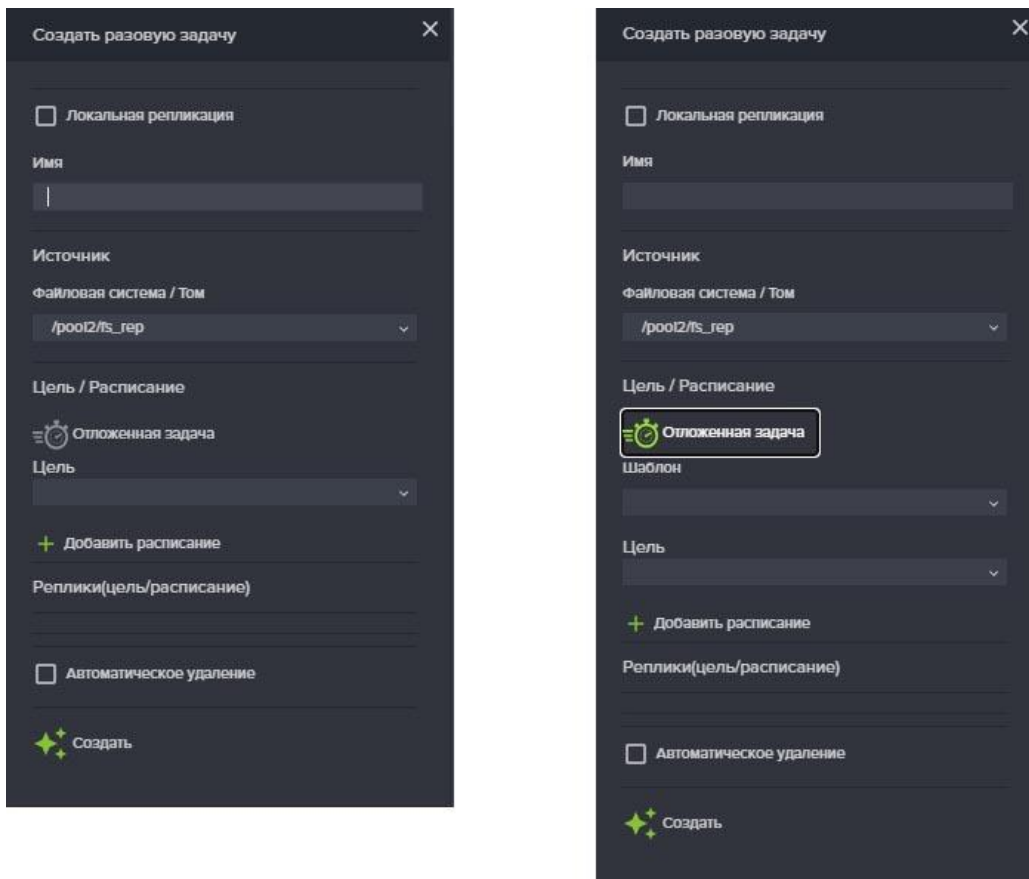 Создать разовую задачу
Локальная репликация
Имя
Источник
Файловая система / Том
/pool2/fs_rep
Цель / Расписание
Отложенная задача
Цель
Добавить расписание
Реплики(цель/расписание)
Автоматическое удаление
Создать
Создать разовую задачу
Локальная репликация
Имя
Источник
Файловая система / Том
/pool2/fs_rep
Цель / Расписание
Отложенная задача
Шаблон
Цель
Добавить расписание
Реплики(цель/расписание)
Автоматическое удаление
Создать